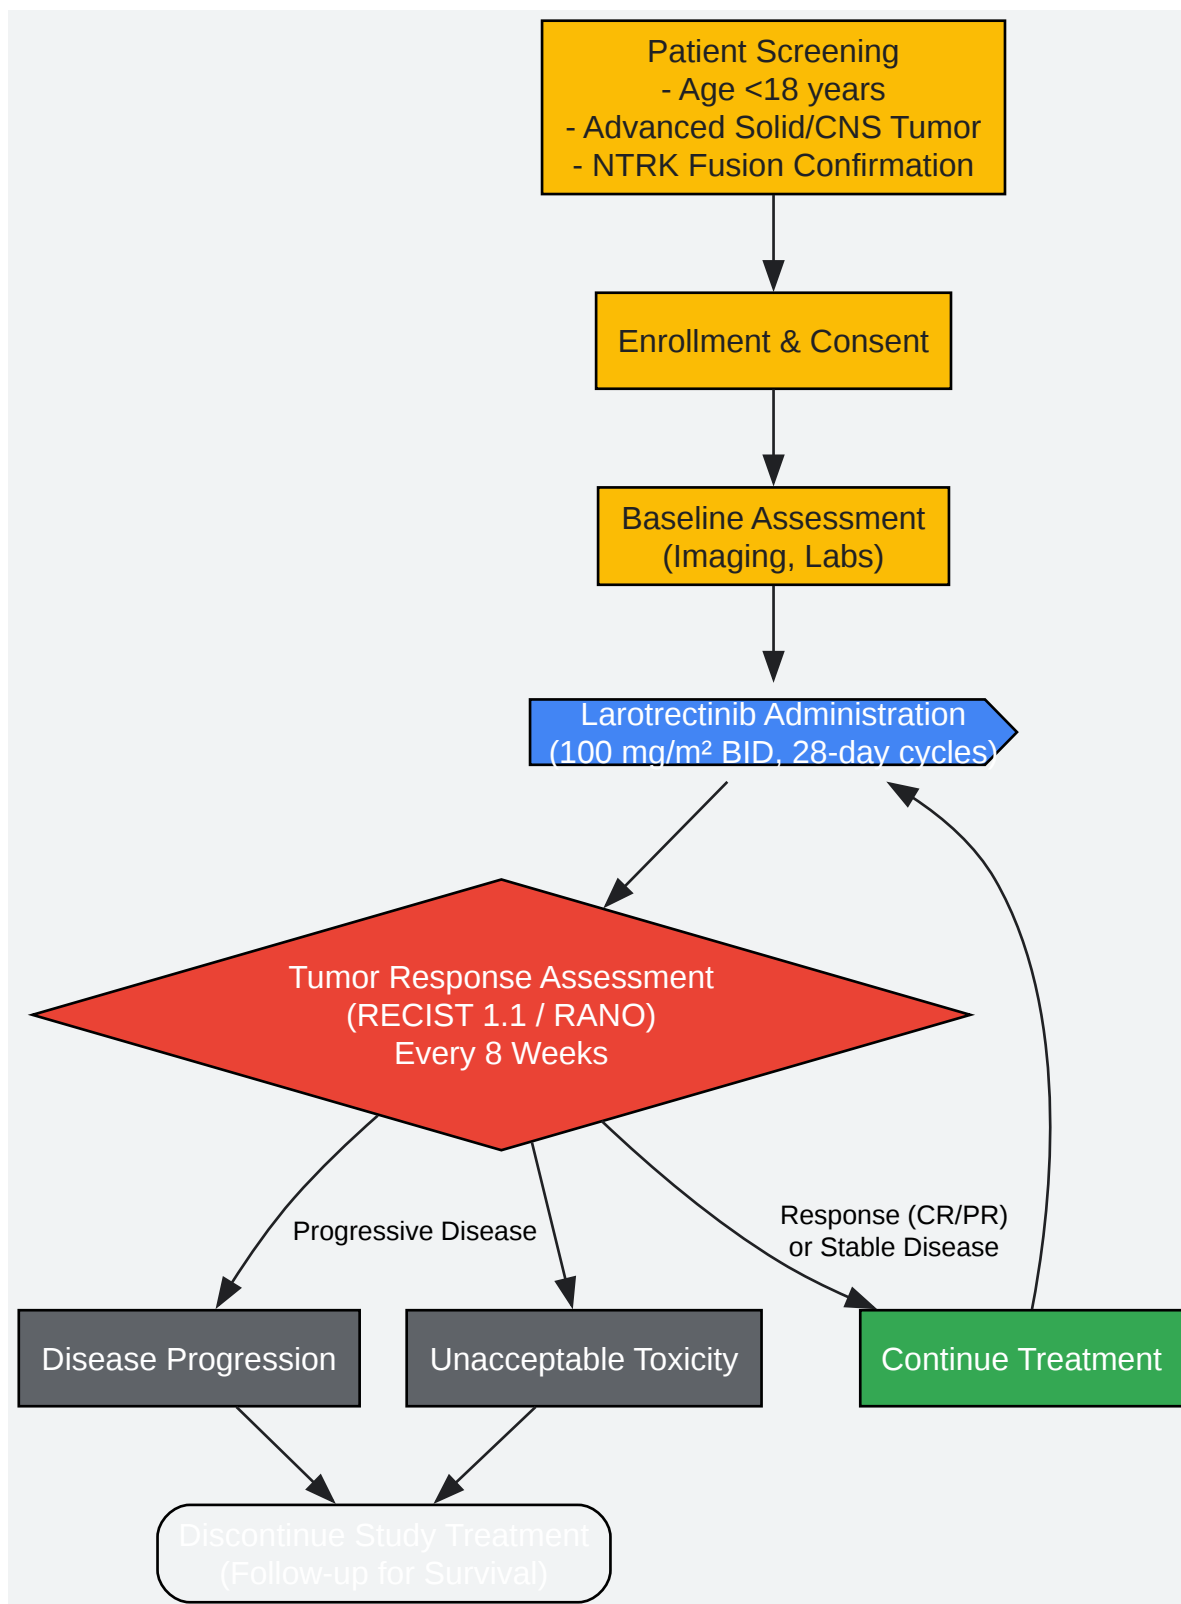 Patient Screening
- Age <18 years
- Advanced Solid/CNS Tumor
- NTRK Fusion Confirmation
Enrollment & Consent
Baseline Assessment
(Imaging, Labs)
Larotrectinib Administration
(100 mg/m² BID, 28-day cycles)
Tumor Response Assessment
(RECIST 1.1 / RANO)
Every 8 Weeks
Progressive Disease
Response (CR/PR)
or Stable Disease
Disease Progression
Unacceptable Toxicity
Continue Treatment
Discontinue Study Treatment
(Follow-up for Survival)